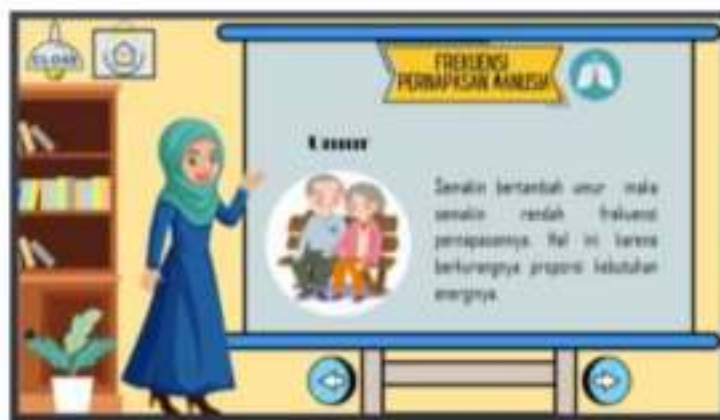 CLOSE
FREKUENSI
PERNAPASAN MANUSIA
Umur
Semakin bertambah umur maka
semakin rendah frekuensi
pernapasannya. Hal ini karena
berkurangnya proporsi kebutuhan
energinya